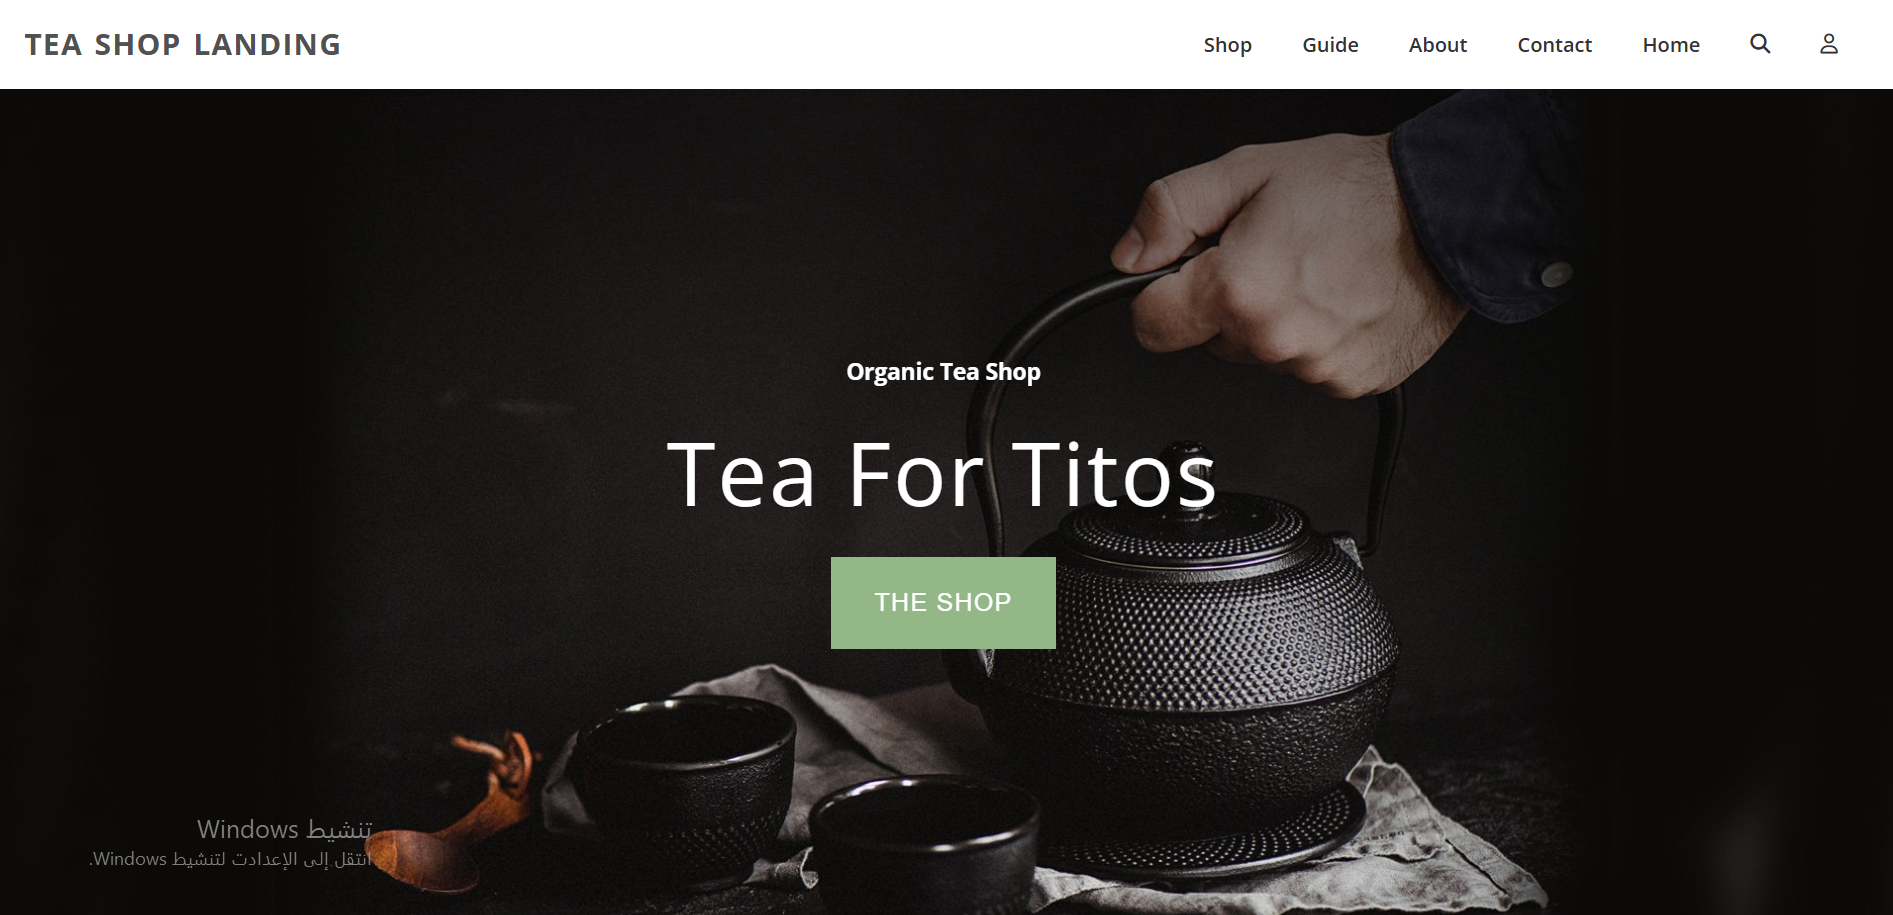 TEA SHOP LANDING
Shop Guide About Contact Home
Organic Tea Shop
Tea For Titos
THE SHOP
تنشيط Windows
انتقل إلى الإعدادت لتنشيط Windows.